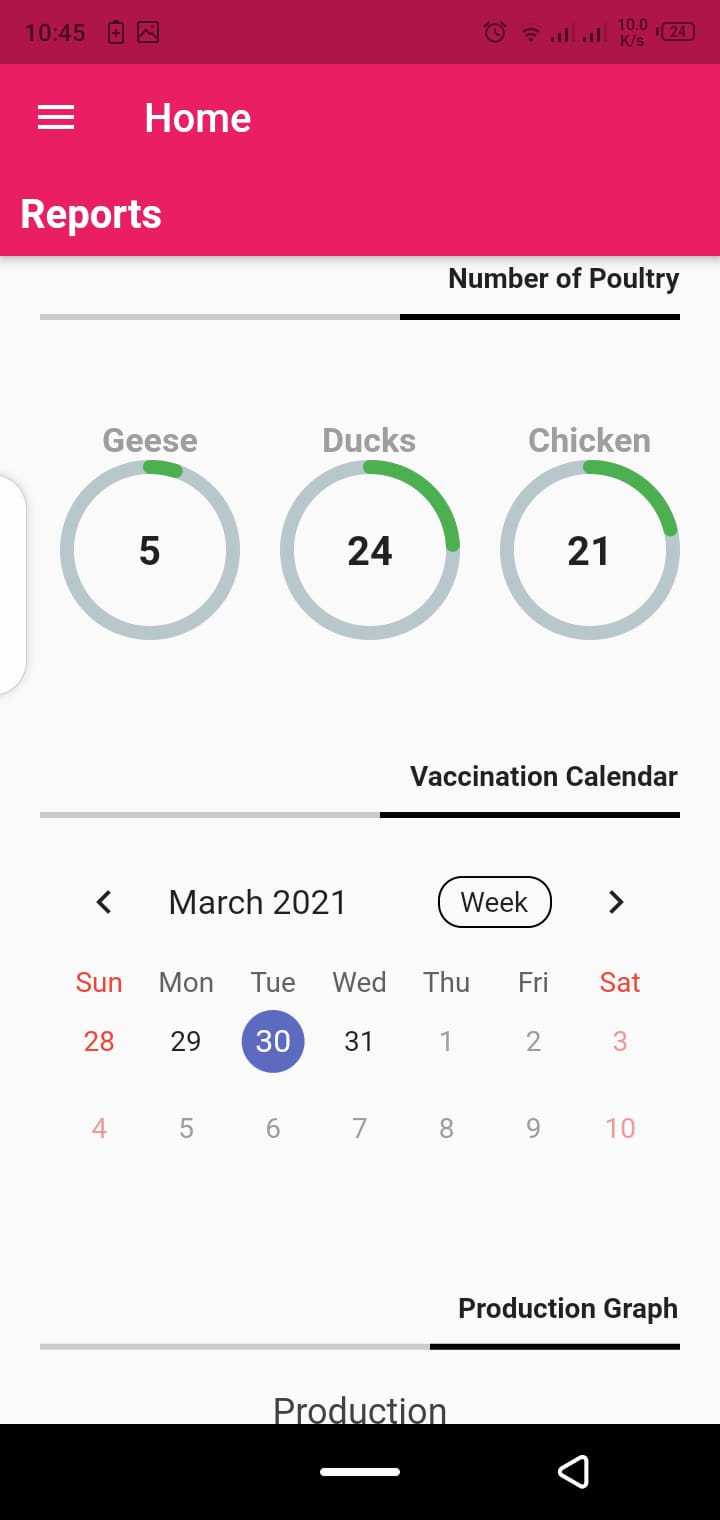 10:45 10.0 K/s 24
Home
Reports
Number of Poultry
Geese Ducks Chicken
5 24 21
Vaccination Calendar
March 2021 Week
Sun Mon Tue Wed Thu Fri Sat
28 29 30 31 1 2 3
4 5 6 7 8 9 10
Production Graph
Production